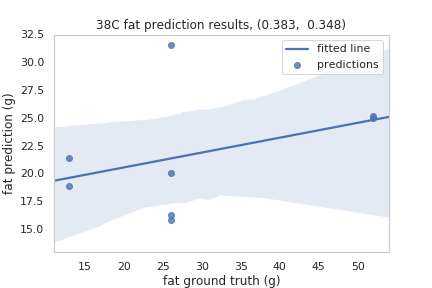 38C fat prediction results, (0.383, 0.348)
32.5
30.0
27.5
25.0
22.5
20.0
17.5
15.0
fat prediction (g)
fitted line
predictions
15 20 25 30 35 40 45 50
fat ground truth (g)